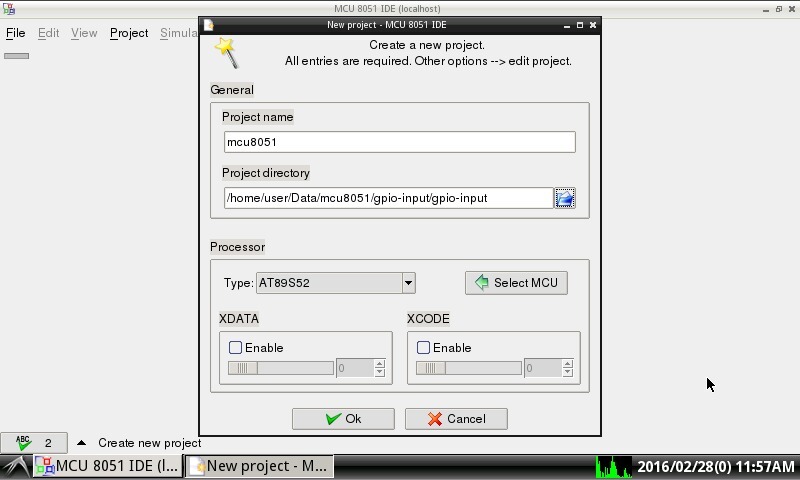 MCU 8051 IDE (localhost)
File Edit View Project Simula
New project - MCU 8051 IDE
Create a new project.
All entries are required. Other options --> edit project.
General
Project name
mcu8051
Project directory
/home/user/Data/mcu8051/gpio-input/gpio-input
Processor
Type: AT89S52 Select MCU
XDATA XCODE
Enable Enable
0 0
Ok Cancel
ABC 2 Create new project
MCU 8051 IDE (l... New project - M... 2016/02/28(0) 11:57AM